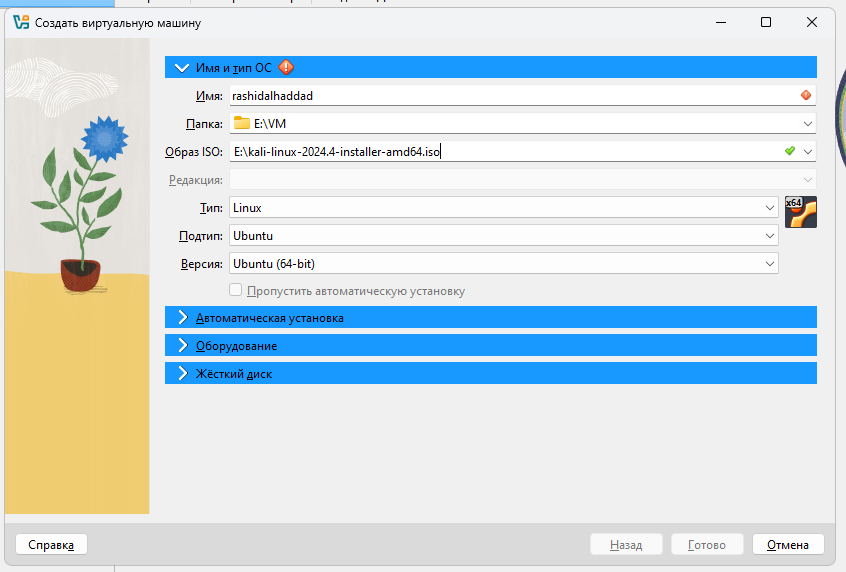 Создать виртуальную машину
Имя и тип ОС
Имя: rashidalhaddad
Папка: E:\VM
Образ ISO: E:\kali-linux-2024.4-installer-amd64.iso
Редакция:
Тип: Linux
x64
Подтип: Ubuntu
Версия: Ubuntu (64-bit)
Пропустить автоматическую установку
Автоматическая установка
Оборудование
Жёсткий диск
Справка Назад Готово Отмена